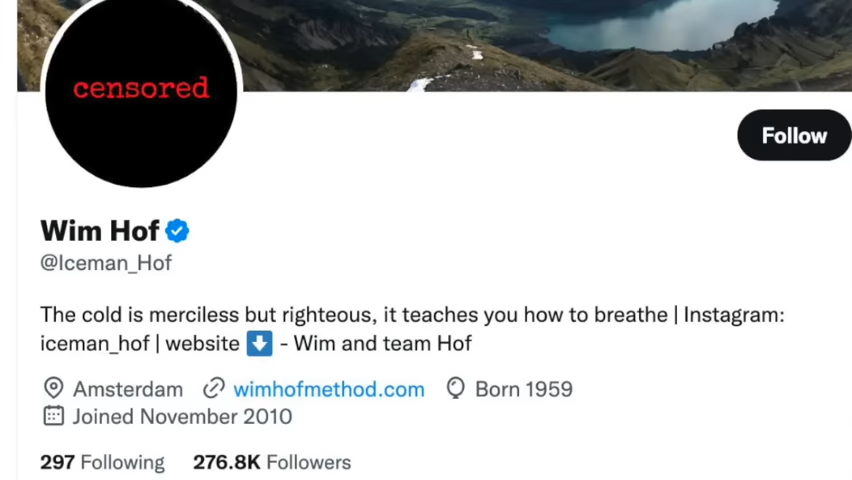 censored
Follow
Wim Hof
@Iceman_Hof
The cold is merciless but righteous, it teaches you how to breathe | Instagram:
iceman_hof | website ⬇️ - Wim and team Hof
Amsterdam wimhofmethod.com Born 1959
Joined November 2010
297 Following 276.8K Followers